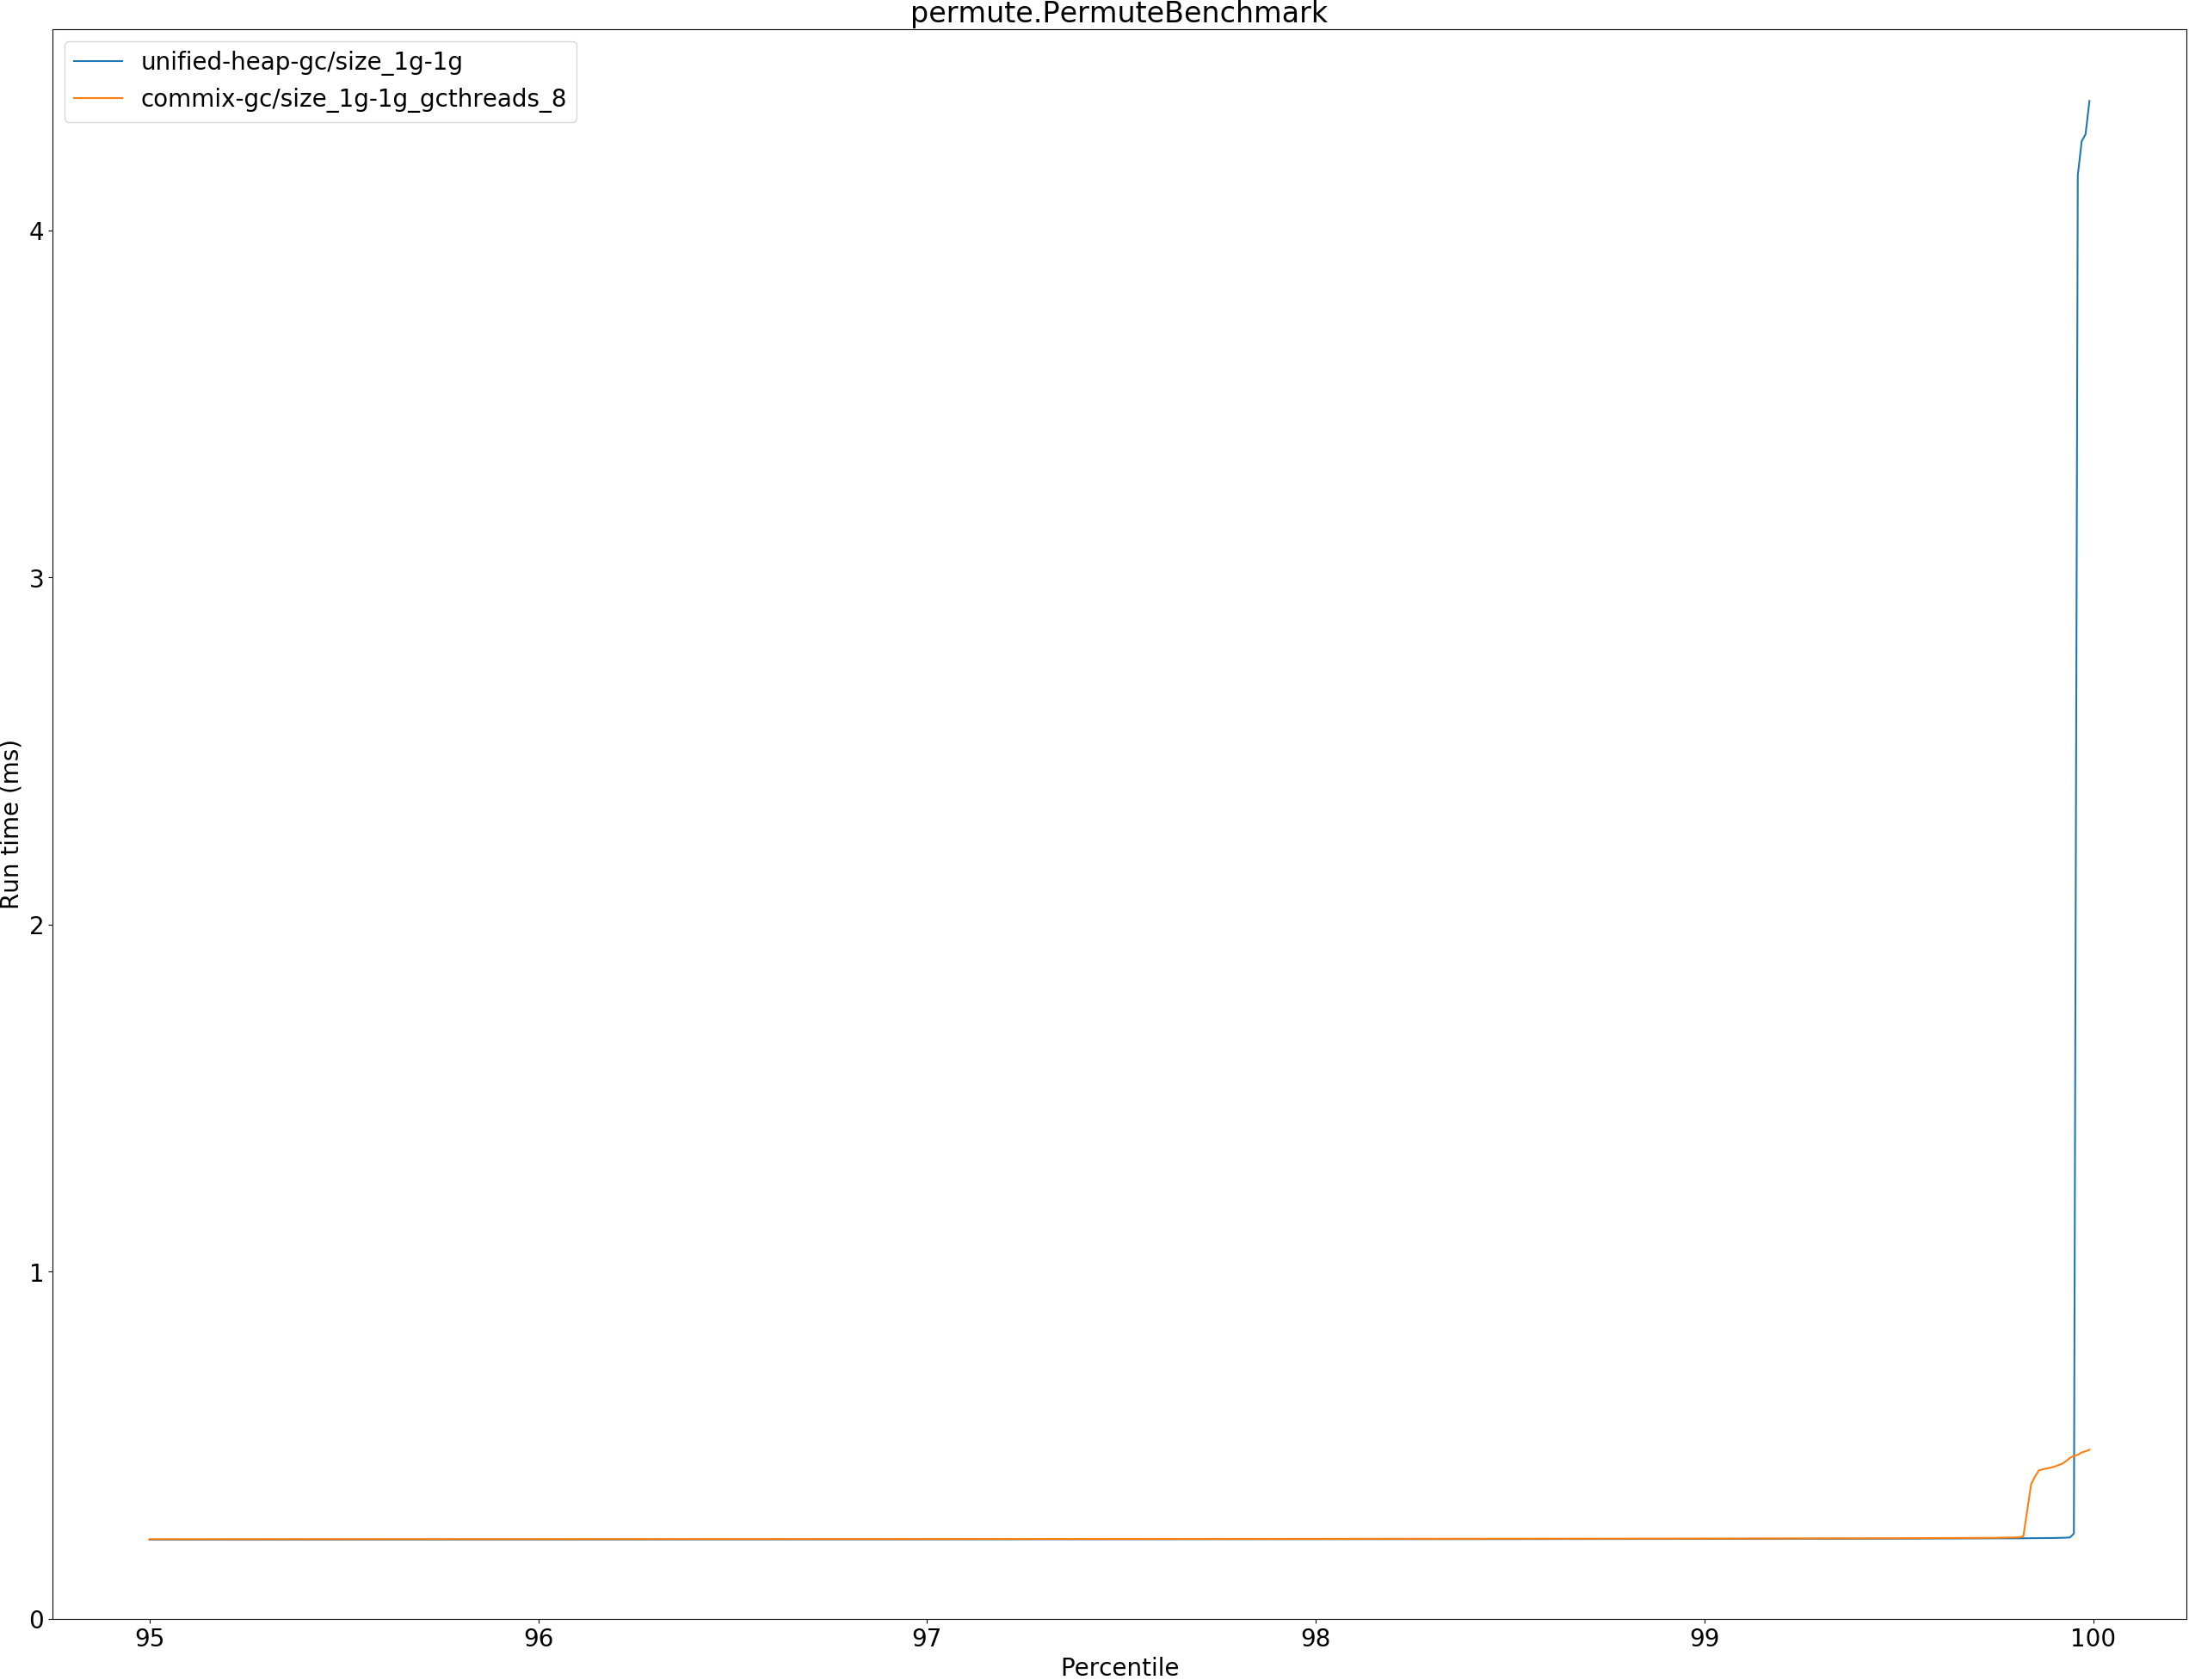 permute.PermuteBenchmark
unified-heap-gc/size_1g-1g
commix-gc/size_1g-1g_gcthreads_8
4
3
2
1
0
Run time (ms)
95 96 97 98 99 100
Percentile